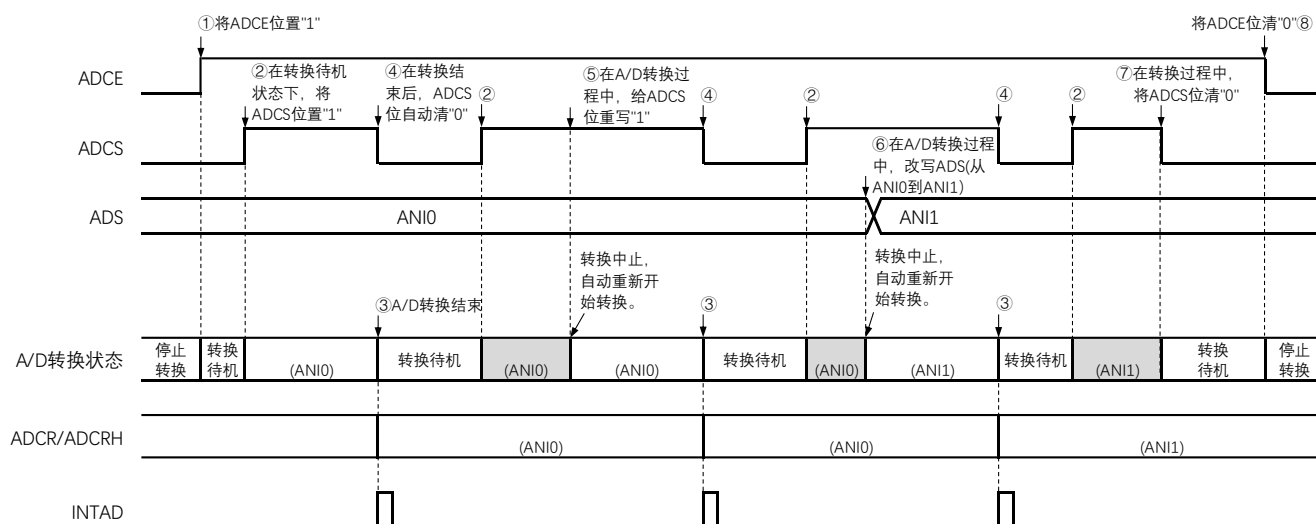 ①将ADCE位置"1"
将ADCE位清"0"⑧
ADCE
②在转换待机
状态下，将
ADCS位置"1"
④在转换结
束后，ADCS
位自动清"0"
②
⑤在A/D转换过
程中，给ADCS
位重写"1"
④
②
④
②
⑦在转换过程中，
将ADCS位清"0"
ADCS
⑥在A/D转换过程
中，改写ADS(从
ANI0到ANI1)
ADS
ANI0
ANI1
转换中止，
自动重新开
始转换。
转换中止，
自动重新开
始转换。
③A/D转换结束
③
③
A/D转换状态
停止
转换
转换
待机
(ANI0)
转换待机
(ANI0)
(ANI0)
转换待机
(ANI0)
(ANI1)
转换待机
(ANI1)
转换
待机
停止
转换
ADCR/ADCRH
(ANI0)
(ANI0)
(ANI1)
INTAD